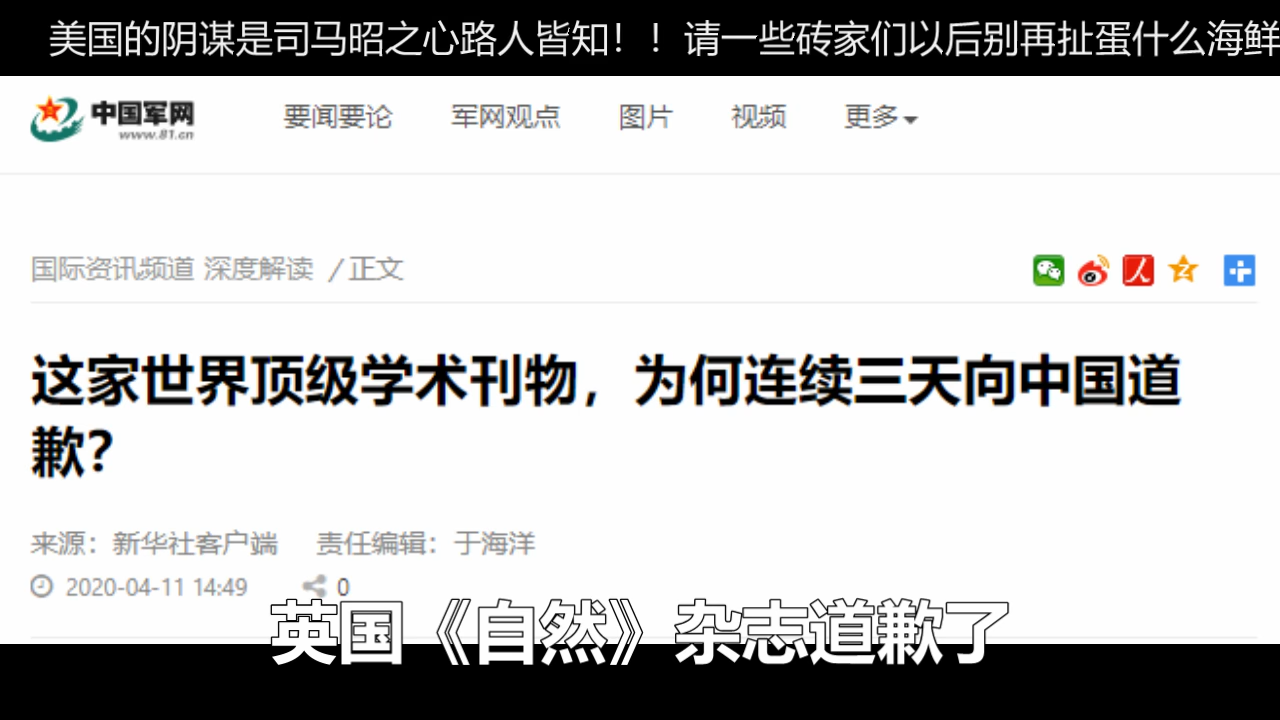 美国的阴谋是司马昭之心路人皆知！！请一些砖家们以后别再扯蛋什么海鲜
中国军网
www.81.cn
要闻要论 军网观点 图片 视频 更多
国际资讯频道 深度解读 / 正文
这家世界顶级学术刊物，为何连续三天向中国道
歉？
来源：新华社客户端 责任编辑：于海洋
2020-04-11 14:49 0
英国《自然》杂志道歉了